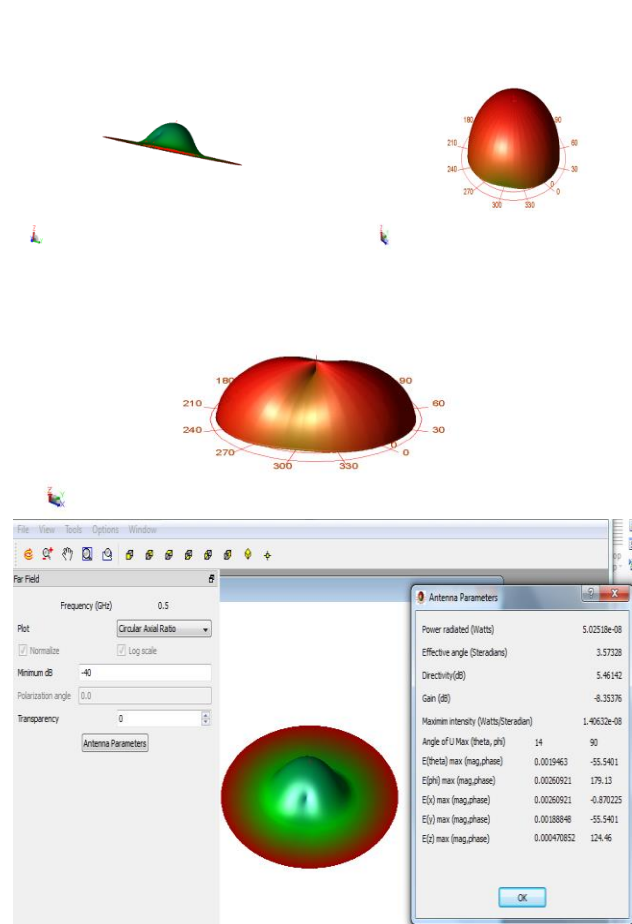 180
90
210
60
240
30
270
0
0
300
330
180
90
210
60
240
30
270
0
0
300
330
File View Tools Options Window
Far Field
Frequency (GHz) 0.5
Plot Circular Axial Ratio
Normalize Log scale
Minimum dB -40
Polarization angle 0.0
Transparency 0
Antenna Parameters
Antenna Parameters
Power radiated (Watts) 5.02518e-08
Effective angle (Steradians) 3.57328
Directivity(dB) 5.46142
Gain (dB) -8.35376
Maximim intensity (Watts/Steradian) 1.40632e-08
Angle of U Max (theta, phi) 14 90
E(theta) max (mag,phase) 0.0019463 -55.5401
E(phi) max (mag,phase) 0.00260921 179.13
E(x) max (mag,phase) 0.00260921 -0.870225
E(y) max (mag,phase) 0.00188848 -55.5401
E(z) max (mag,phase) 0.000470852 124.46
OK